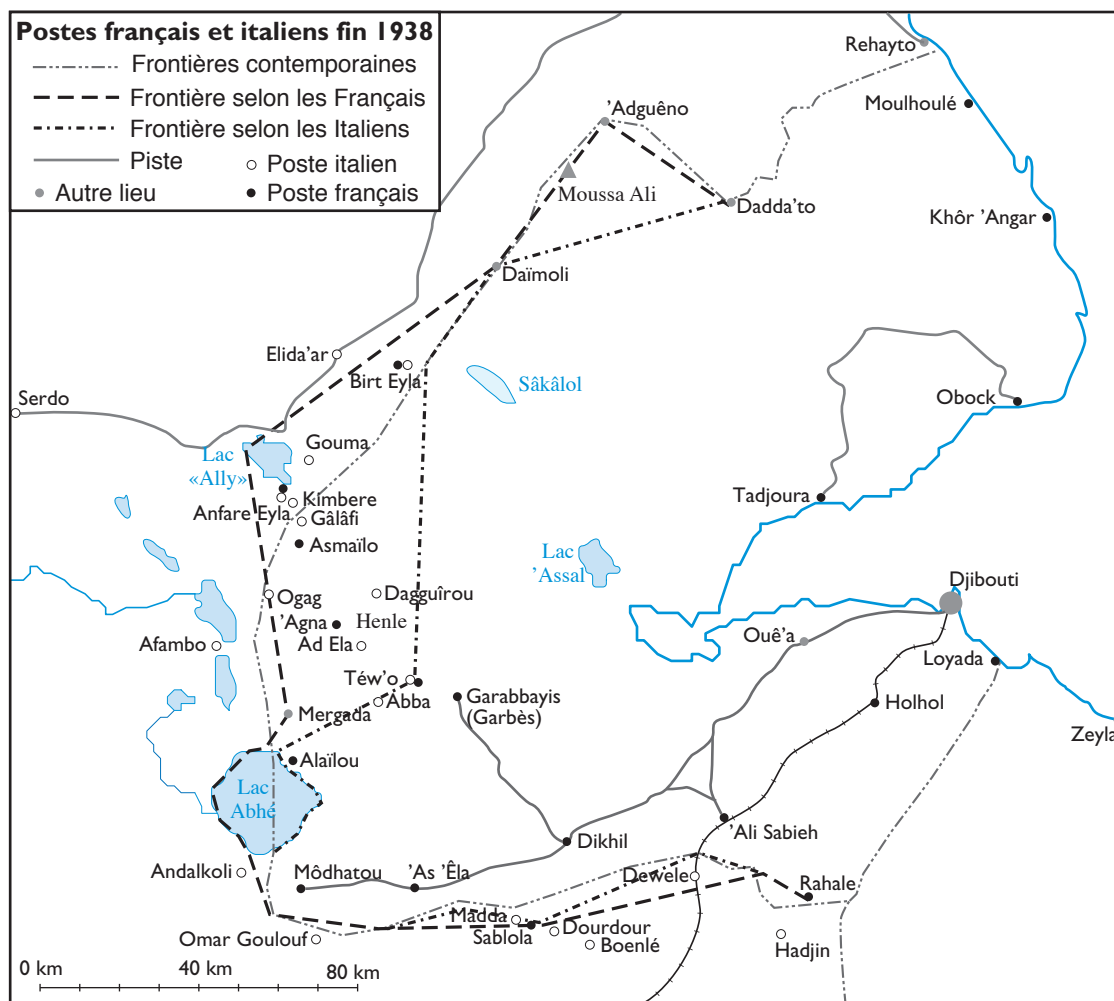 Postes français et italiens fin 1938
Frontières contemporaines
Frontière selon les Français
Frontière selon les Italiens
Piste
Poste italien
Autre lieu
Poste français
Rehayto
Moulhoulé
'Adguêno
Moussa Ali
Dadda'to
Khôr 'Angar
Daïmoli
Elida'ar
Birt Eyla
Sâkâlol
Serdo
Obock
Lac
«Ally»
Gouma
Kimbere
Anfare Eyla
Gâlâfi
Tadjoura
Asmaïlo
Lac
'Assal
Djibouti
Ogag
Dagguîrou
'Agna
Henle
Afambo
Ad Ela
Ouê'a
Loyada
Téw'o
Abba
Garabbayis
(Garbès)
Holhol
Mergada
Zeyla
Alaïlou
Lac
Abhé
'Ali Sabieh
Dikhil
Andalkoli
Môdhatou
'As 'Êla
Dewele
Rahale
Madda
Sablola
Dourdour
Omar Goulouf
Boenlé
Hadjin
0 km
40 km
80 km